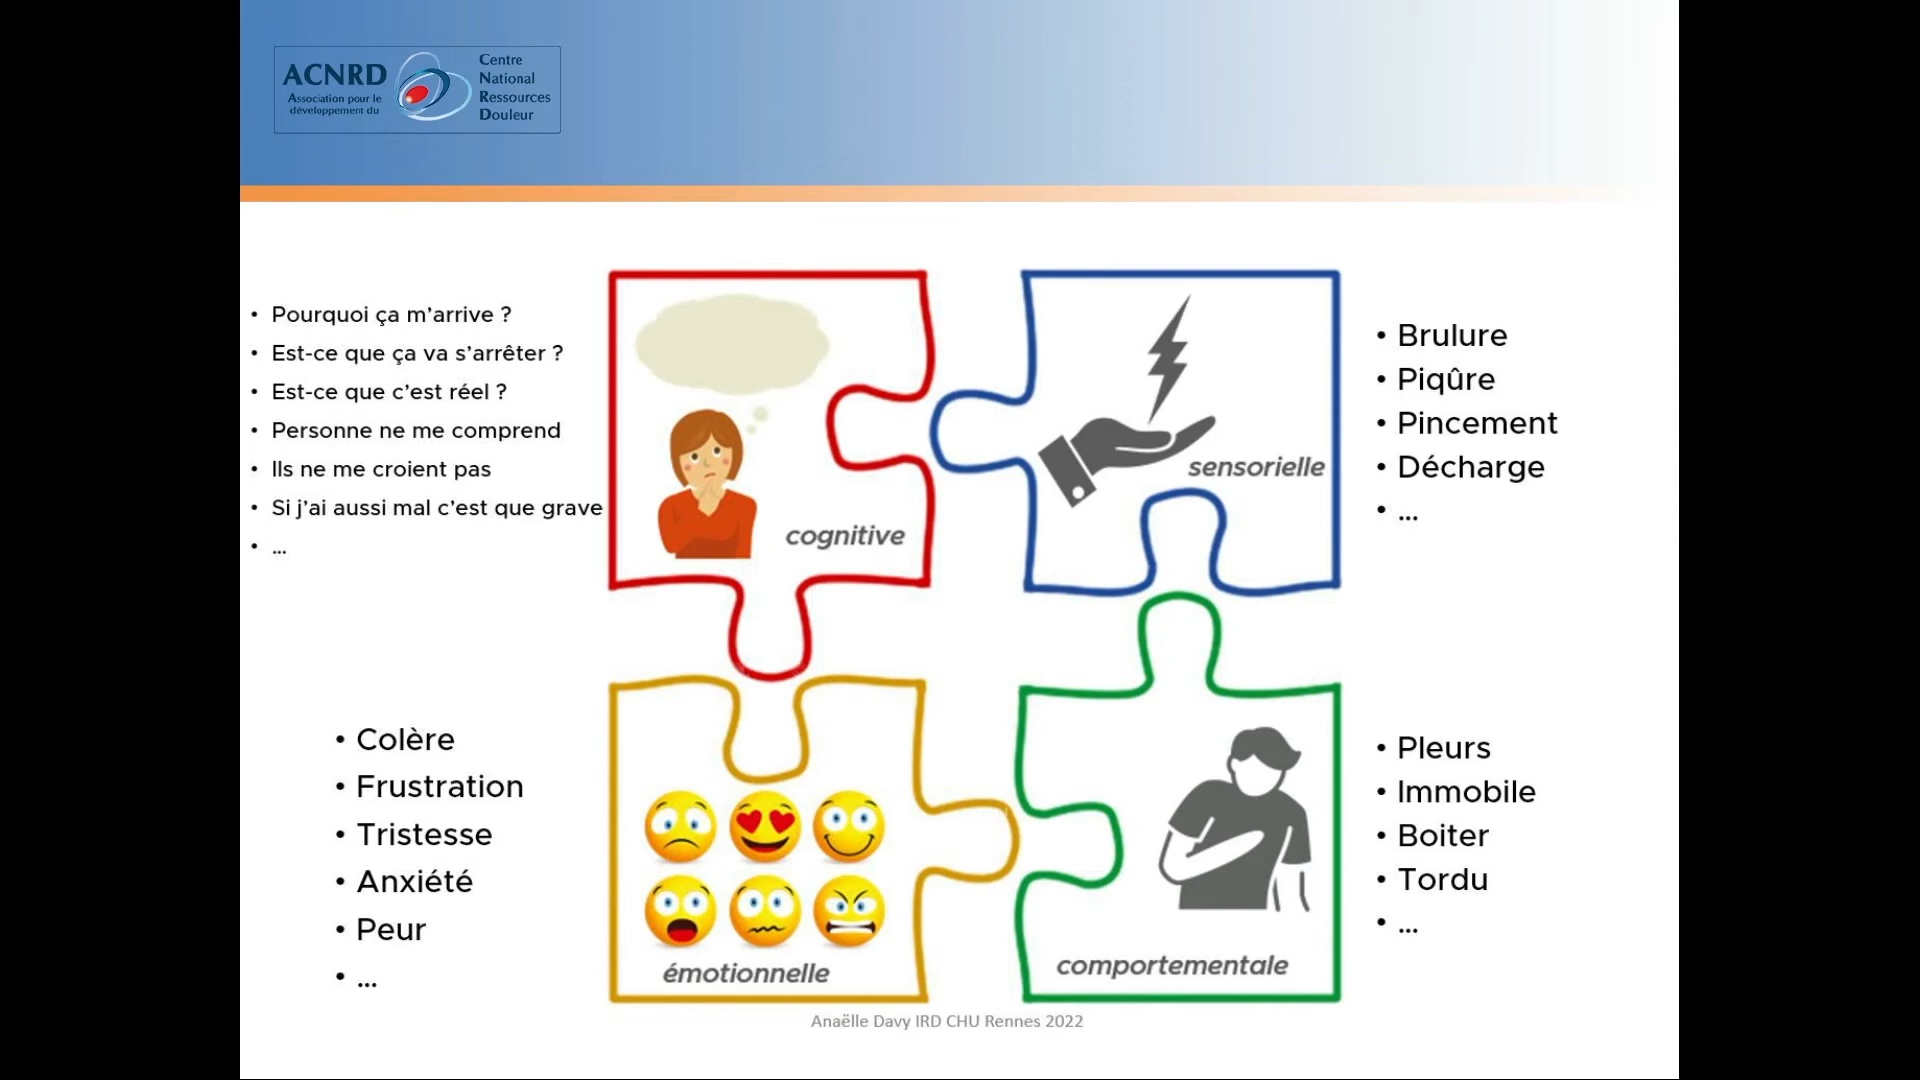 ACNRD
Association pour le
développement du
Centre
National
Ressources
Douleur
• Pourquoi ça m’arrive ?
• Est-ce que ça va s’arrêter ?
• Est-ce que c’est réel ?
• Personne ne me comprend
• Ils ne me croient pas
• Si j’ai aussi mal c’est que grave
• ...
cognitive
sensorielle
• Brulure
• Piqûre
• Pincement
• Décharge
• ...
• Colère
• Frustration
• Tristesse
• Anxiété
• Peur
• ...
émotionnelle
comportementale
• Pleurs
• Immobile
• Boiter
• Tordu
• ...
Anaëlle Davy IRD CHU Rennes 2022